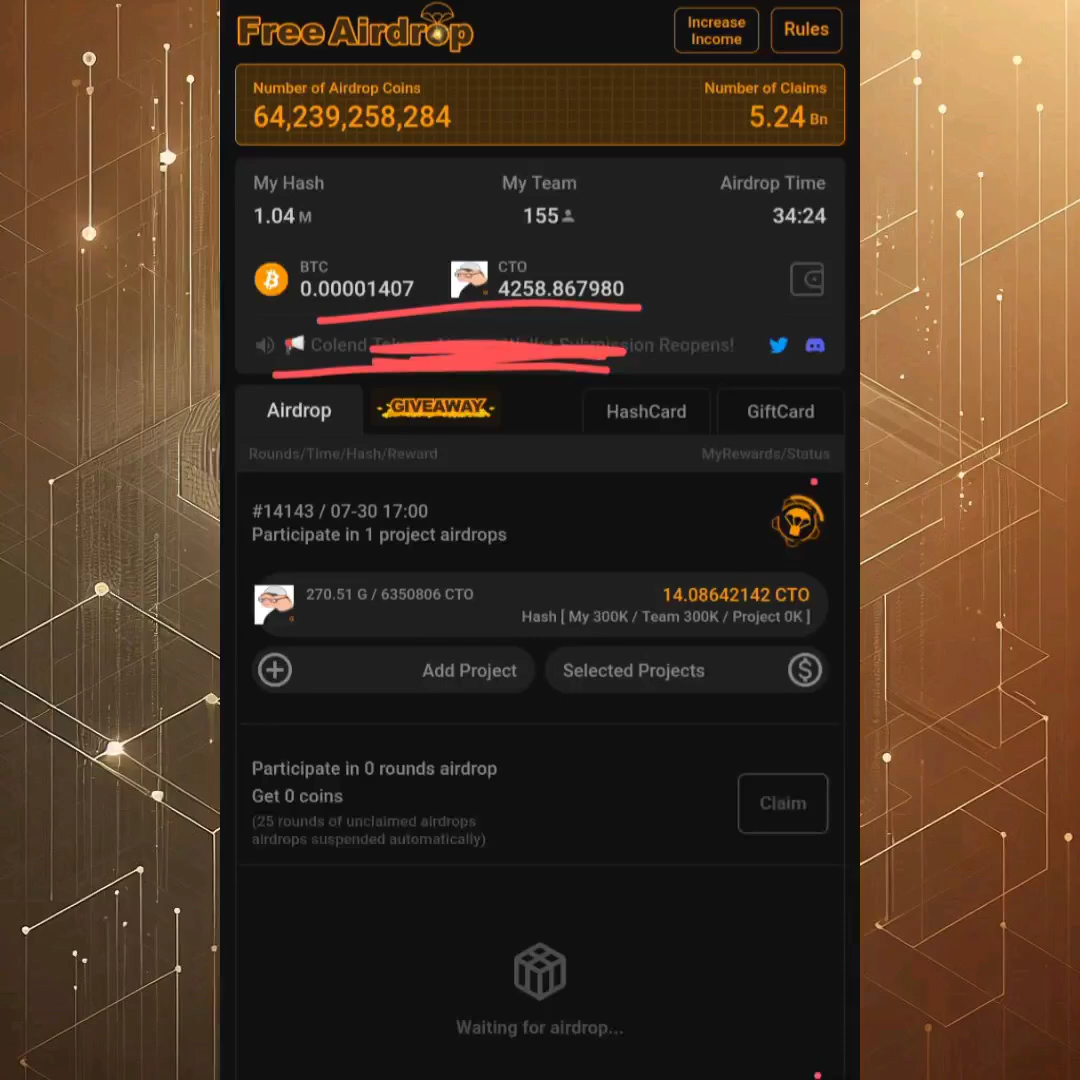 Free Airdrop
Increase
Income
Rules
Number of Airdrop Coins
Number of Claims
64,239,258,284
5.24 Bn
My Hash
My Team
Airdrop Time
1.04 M
155
34:24
BTC
0.00001407
CTO
4258.867980
Colend Submission Reopens!
Airdrop
GIVEAWAY
HashCard
GiftCard
Rounds/Time/Hash/Reward
MyRewards/Status
#14143 / 07-30 17:00
Participate in 1 project airdrops
270.51 G / 6350806 CTO
14.08642142 CTO
Hash [ My 300K / Team 300K / Project 0K ]
Add Project
Selected Projects
Participate in 0 rounds airdrop
Get 0 coins
(25 rounds of unclaimed airdrops
airdrops suspended automatically)
Claim
Waiting for airdrop...